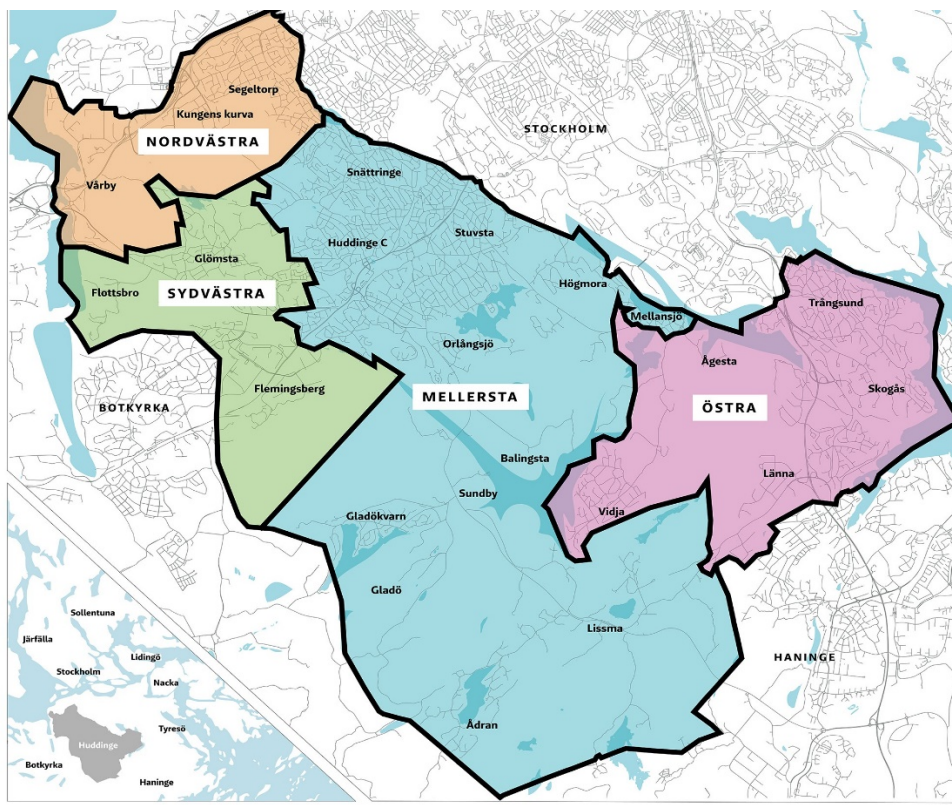 Segeltorp
Kungens kurva
NORDVÄSTRA
STOCKHOLM
Snättringe
Vårby
Huddinge C
Stuvsta
Glömsta
Högmora
Flottsbro
SYDVÄSTRA
Trångsund
Mellansjö
Orlångsjö
Ågesta
Flemingsberg
Skogås
MELLERSTA
ÖSTRA
BOTKYRKA
Balingsta
Länna
Sundby
Vidja
Gladökvarn
Gladö
Lissma
HANINGE
Ådran
Sollentuna
Järfälla
Lidingö
Stockholm
Nacka
Tyresö
Huddinge
Botkyrka
Haninge